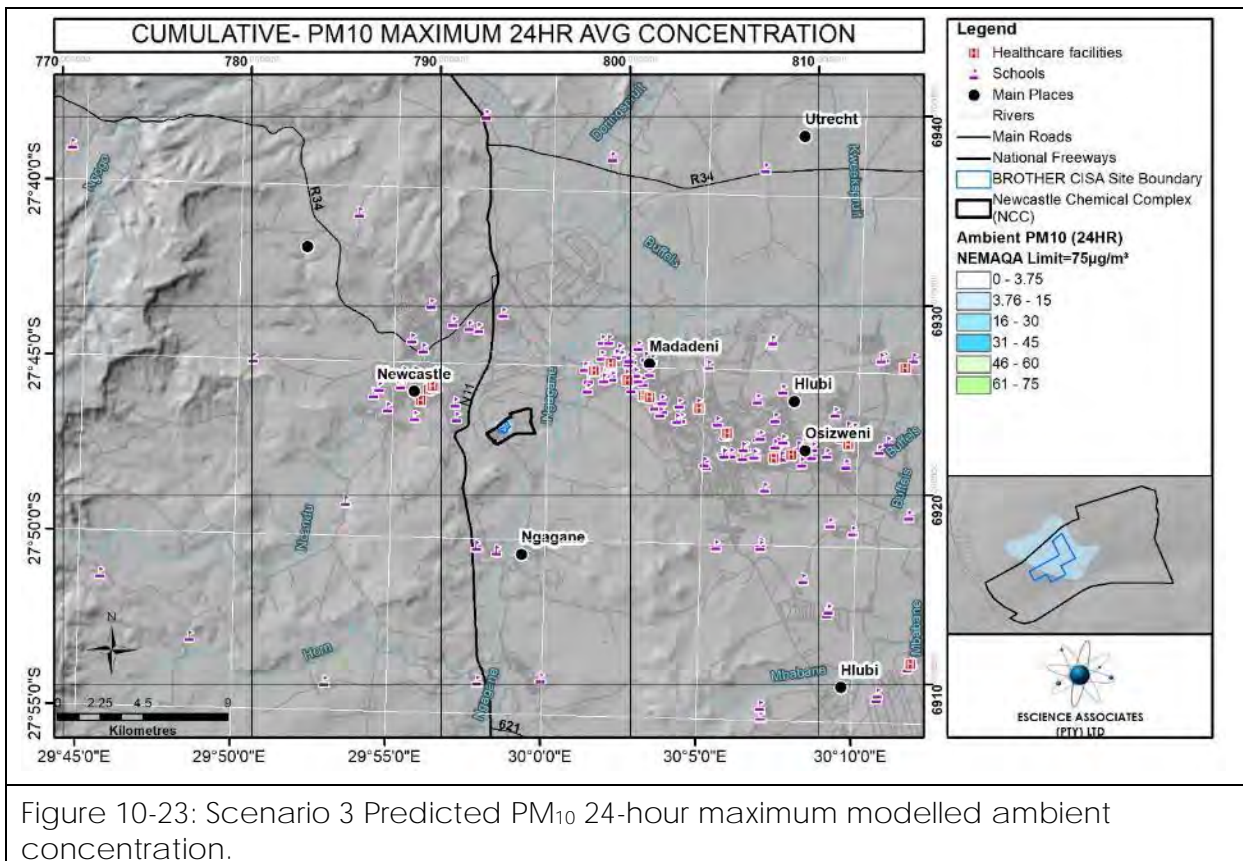 CUMULATIVE- PM10 MAXIMUM 24HR AVG CONCENTRATION
770 780 790 800 810
6940
6930
6920
6910
27°40'0"S
27°45'0"S
27°50'0"S
27°55'0"S
29°45'0"E 29°50'0"E 29°55'0"E 30°0'0"E 30°5'0"E 30°10'0"E
Utrecht
Kweekspruit
Doringspruit
Ngogo
R34
R34
Buffels
Madadeni
Newcastle
N11
Ngagane
Hlubi
Osizweni
Buffels
Buffels
Ncandu
Ngagane
Horn
Ngagane
Mbabane
Mbabane
Hlubi
621
N
0 2.25 4.5 9
Kilometres
Legend
Healthcare facilities
Schools
Main Places
Rivers
Main Roads
National Freeways
BROTHER CISA Site Boundary
Newcastle Chemical Complex
(NCC)
Ambient PM10 (24HR)
NEMAQA Limit=75µg/m³
0 - 3.75
3.76 - 15
16 - 30
31 - 45
46 - 60
61 - 75
ESCIENCE ASSOCIATES
(PTY) LTD
Figure 10-23: Scenario 3 Predicted PM₁₀ 24-hour maximum modelled ambient
concentration.